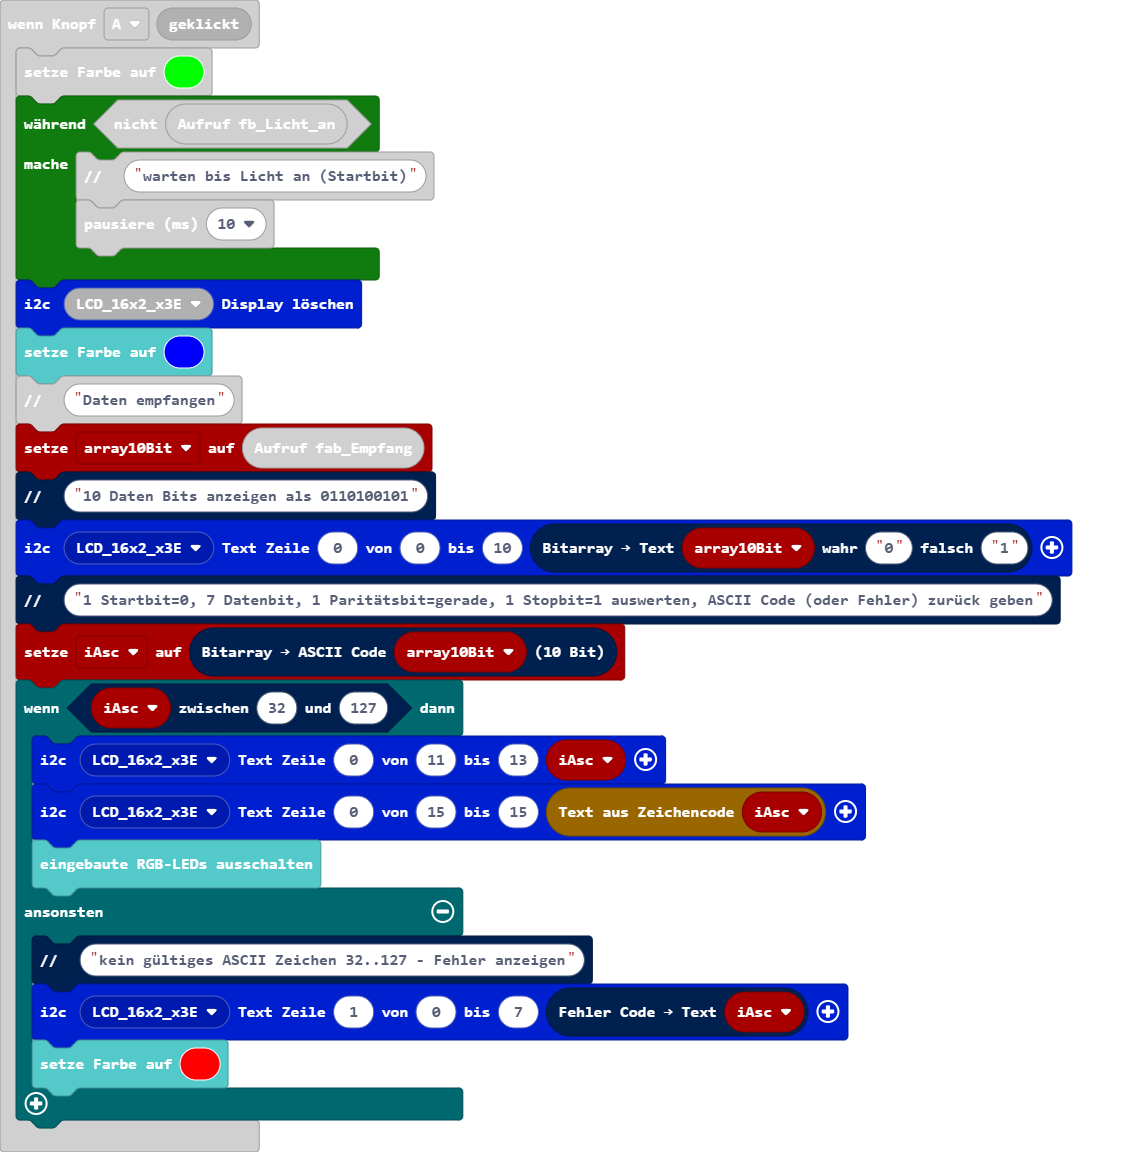 wenn Knopf A geklickt
setze Farbe auf
während nicht Aufruf fb_Licht_an
mache // "warten bis Licht an (Startbit)"
pausiere (ms) 10
i2c LCD_16x2_x3E Display löschen
setze Farbe auf
// "Daten empfangen"
setze array10Bit auf Aufruf fab_Empfang
// "10 Daten Bits anzeigen als 0110100101"
i2c LCD_16x2_x3E Text Zeile 0 von 0 bis 10 Bitarray → Text array10Bit wahr "0" falsch "1"
// "1 Startbit=0, 7 Datenbit, 1 Paritätsbit=gerade, 1 Stopbit=1 auswerten, ASCII Code (oder Fehler) zurück geben"
setze iAsc auf Bitarray → ASCII Code array10Bit (10 Bit)
wenn iAsc zwischen 32 und 127 dann
i2c LCD_16x2_x3E Text Zeile 0 von 11 bis 13 iAsc
i2c LCD_16x2_x3E Text Zeile 0 von 15 bis 15 Text aus Zeichencode iAsc
eingebaute RGB-LEDs ausschalten
ansonsten
// "kein gültiges ASCII Zeichen 32..127 - Fehler anzeigen"
i2c LCD_16x2_x3E Text Zeile 1 von 0 bis 7 Fehler Code → Text iAsc
setze Farbe auf